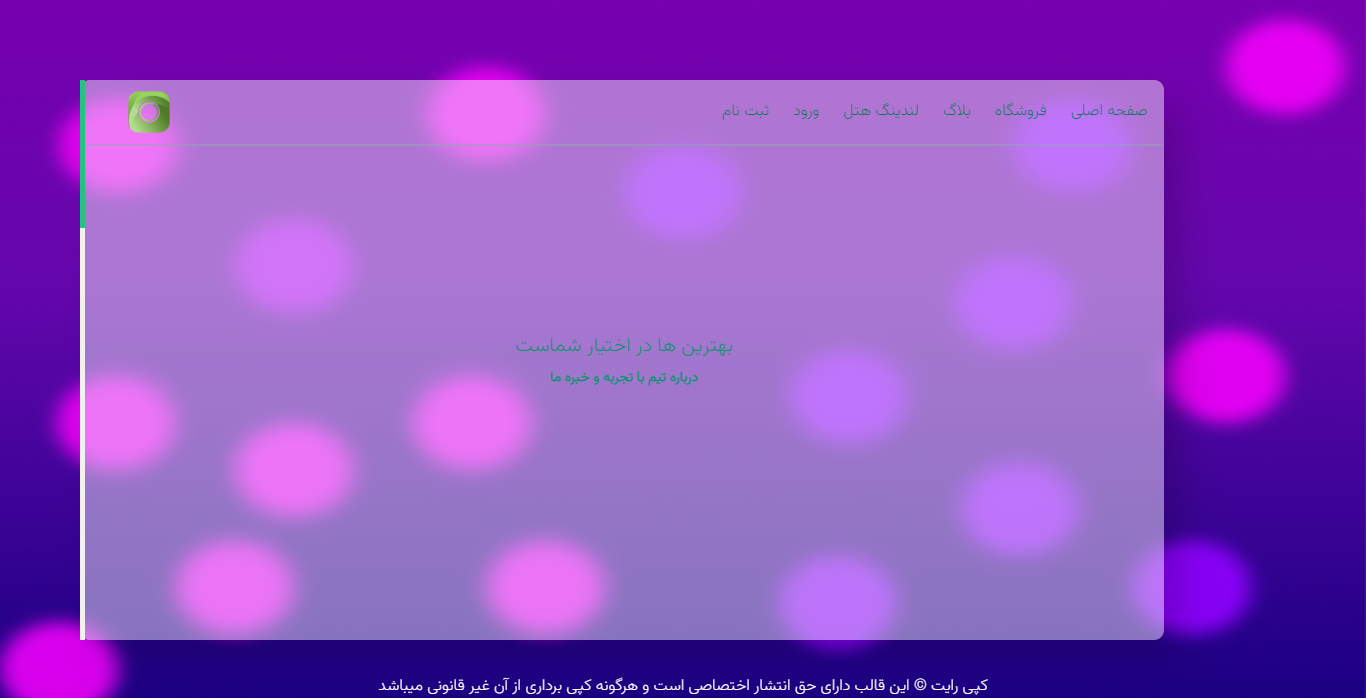 صفحه اصلی فروشگاه بلاگ لندینگ هتل ورود ثبت نام
بهترین ها در اختیار شماست
درباره تیم با تجربه و خبره ما
کپی رایت © این قالب دارای حق انتشار اختصاصی است و هرگونه کپی برداری از آن غیر قانونی میباشد